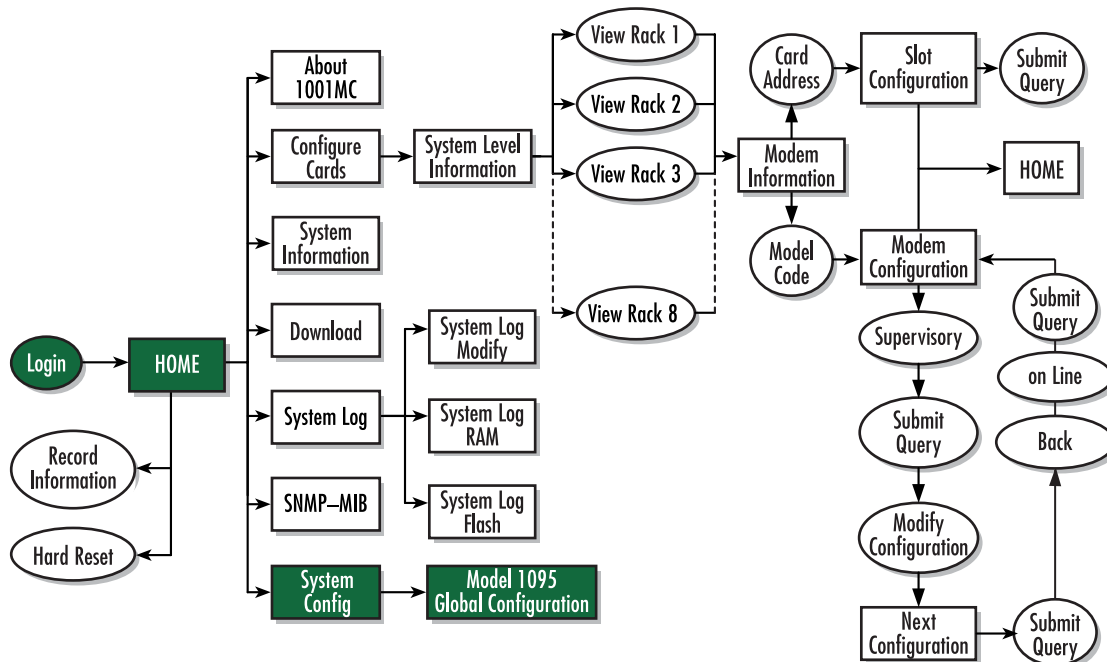 Login
HOME
Record
Information
Hard Reset
About
1001MC
Configure
Cards
System
Information
Download
System Log
SNMP–MIB
System
Config
System Level
Information
System Log
Modify
System Log
RAM
System Log
Flash
Model 1095
Global Configuration
View Rack 1
View Rack 2
View Rack 3
View Rack 8
Modem
Information
Card
Address
Model
Code
Slot
Configuration
Submit
Query
HOME
Modem
Configuration
Supervisory
Submit
Query
Modify
Configuration
Next
Configuration
Submit
Query
Back
on Line
Submit
Query